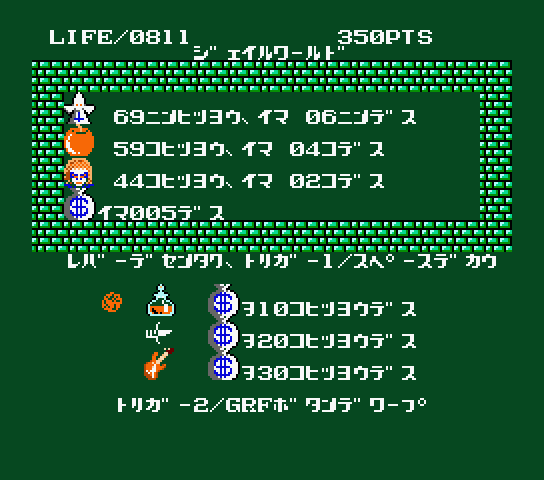 LIFE/0811 350PTS
ジェイルワールド
69ニンヒツヨウ、イマ 06ニンデス
59コヒツヨウ、イマ 04コデス
44コヒツヨウ、イマ 02コデス
$イマ0055デス
レバーデセンタク、トリガー1/スペースデカウ
$ヲ10コヒツヨウデス
$ヲ20コヒツヨウデス
$ヲ30コヒツヨウデス
トリガー2/GRFボタンデワープ